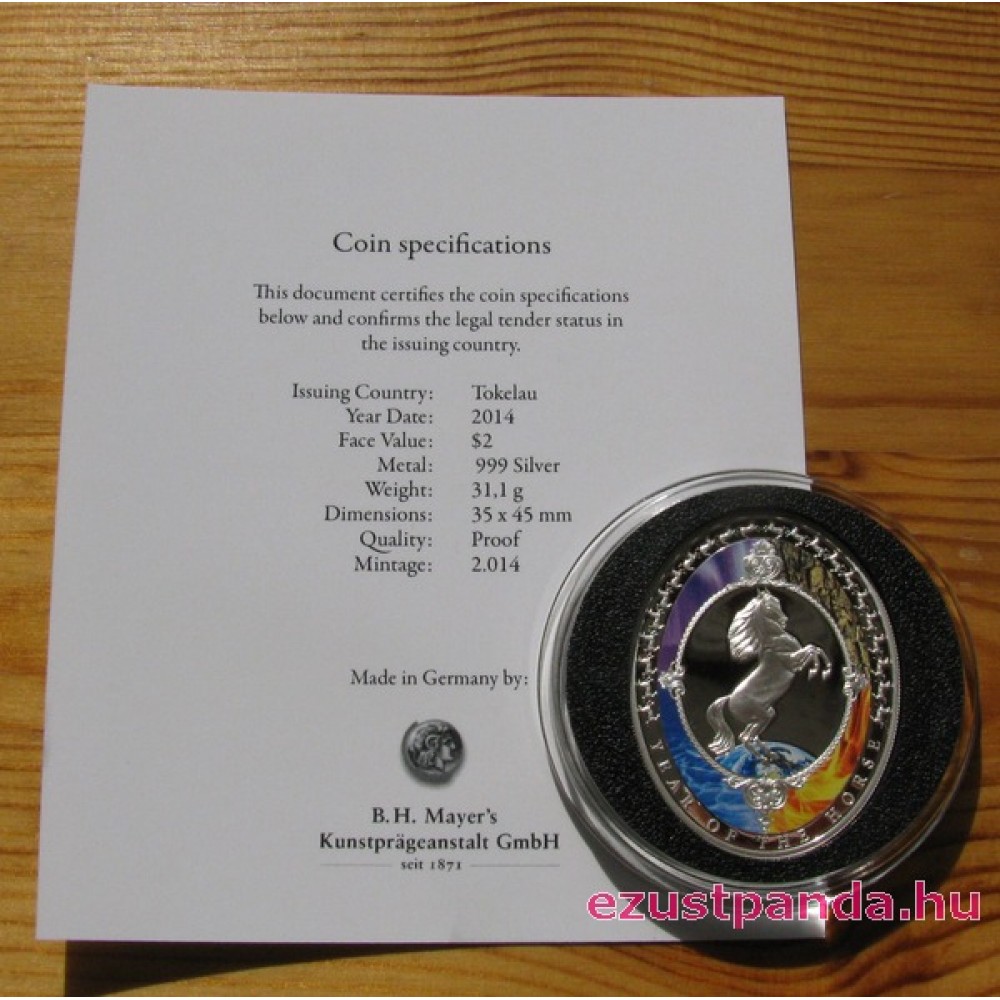 Coin specifications
This document certifies the coin specifications
below and confirms the legal tender status in
the issuing country.
Issuing Country: Tokelau
Year Date: 2014
Face Value: $2
Metal: 999 Silver
Weight: 31,1 g
Dimensions: 35 x 45 mm
Quality: Proof
Mintage: 2.014
Made in Germany by:
B. H. Mayer's
Kunstprägeanstalt GmbH
seit 1871
YEAR OF THE HORSE
ezustpanda.hu